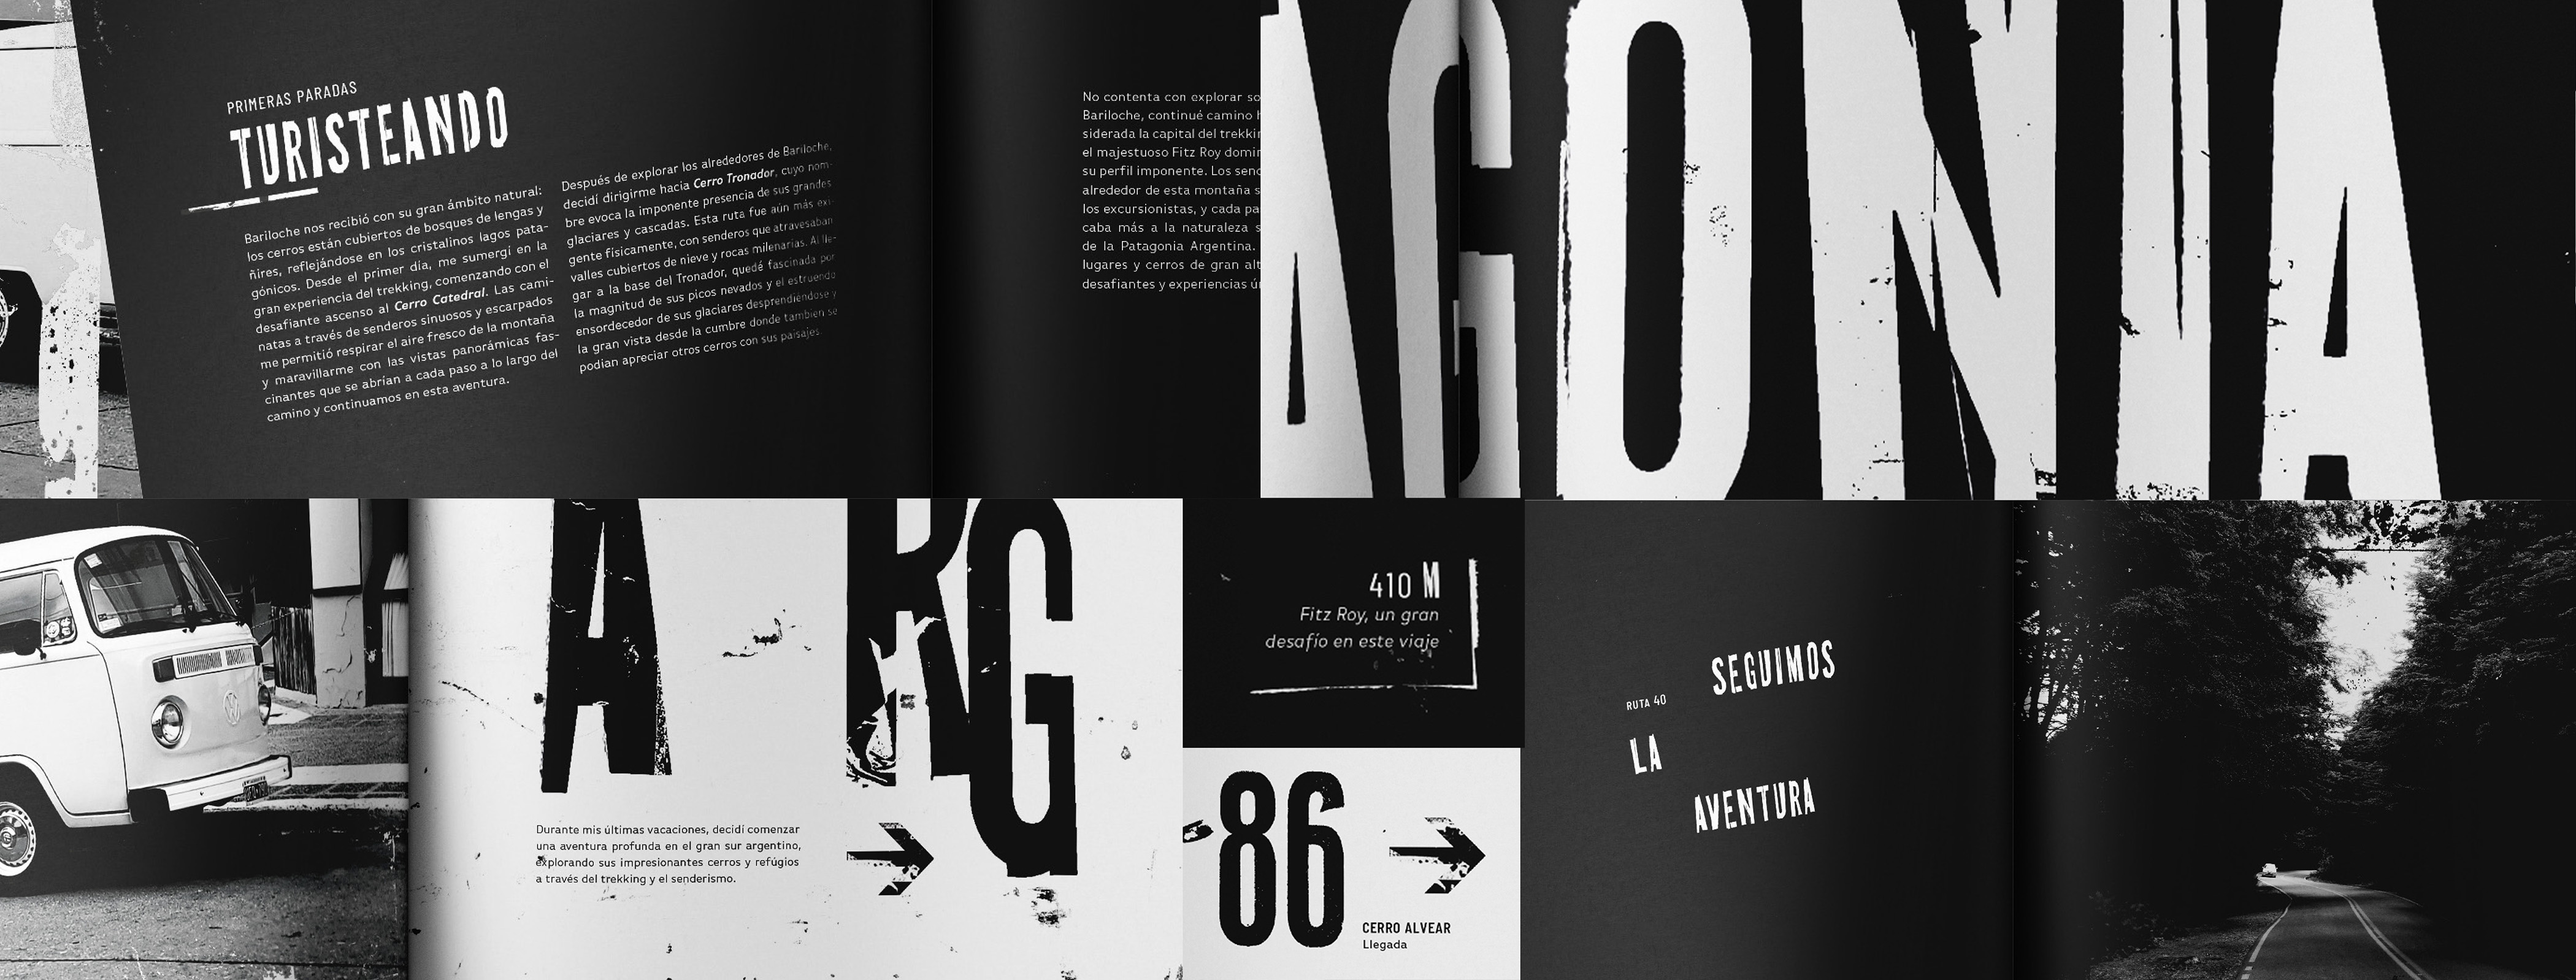 PRIMERAS PARADAS
TURISTEANDO
Bariloche nos recibió con su gran ámbito natural:
los cerros están cubiertos de bosques de lengas y
ñires, reflejándose en los cristalinos lagos pata-
gónicos. Desde el primer día, me sumergí en la
gran experiencia del trekking, comenzando con el
desafiante ascenso al Cerro Catedral. Las cami-
natas a través de senderos sinuosos y escarpados
me permitió respirar el aire fresco de la montaña
y maravillarme con las vistas panorámicas fas-
cinantes que se abrían a cada paso a lo largo del
camino y continuamos en esta aventura.
Después de explorar los alrededores de Bariloche,
decidí dirigirme hacia Cerro Tronador, cuyo nom-
bre evoca la imponente presencia de sus grandes
glaciares y cascadas. Esta ruta fue aún más exi-
gente físicamente, con senderos que atravesaban
valles cubiertos de nieve y rocas milenarias. Al lle-
gar a la base del Tronador, quedé fascinada por
la magnitud de sus picos nevados y el estruendo
ensordecedor de sus glaciares desprendiéndose y
la gran vista desde la cumbre donde tambien se
podían apreciar otros cerros con sus paisajes.
No contenta con explorar so
Bariloche, continué camino h
siderada la capital del trekkin
el majestuoso Fitz Roy domin
su perfil imponente. Los send
alrededor de esta montaña s
los excursionistas, y cada pa
caba más a la naturaleza s
de la Patagonia Argentina.
lugares y cerros de gran alt
desafiantes y experiencias ú
AGONIA
ARG
Durante mis últimas vacaciones, decidí comenzar
una aventura profunda en el gran sur argentino,
explorando sus impresionantes cerros y refúgios
a través del trekking y el senderismo.
410 M
Fitz Roy, un gran
desafío en este viaje
86
CERRO ALVEAR
Llegada
RUTA 40
SEGUIMOS
LA
AVENTURA